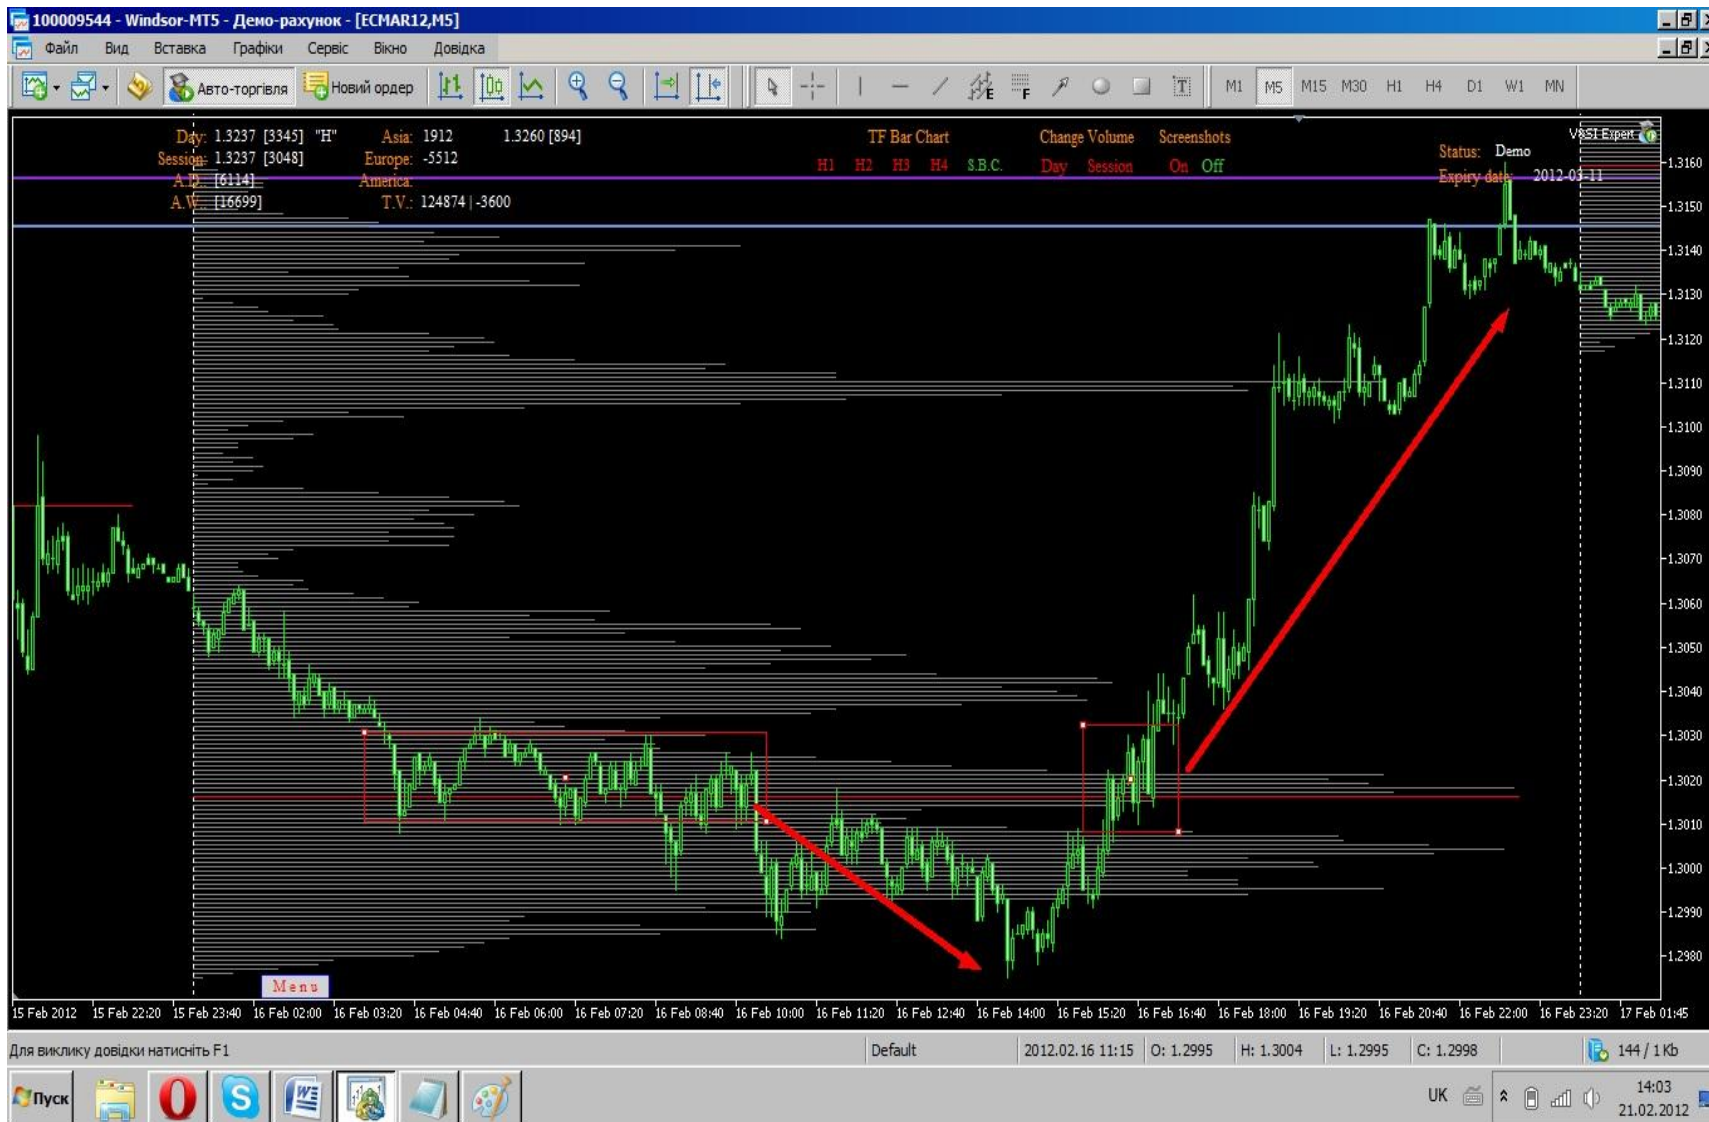 100009544 - Windsor-MT5 - Демо-рахунок - [ECMAR12,M5]
Файл Вид Вставка Графіки Сервіс Вікно Довідка
Авто-торгівля Новий ордер E F T M1 M5 M15 M30 H1 H4 D1 W1 MN
Day: 1.3237 [3345] "H" Asia: 1912 1.3260 [894] TF Bar Chart Change Volume Screenshots V&SI Expert
Session: 1.3237 [3048] Europe: -5512 H1 H2 H3 H4 S.B.C. Day Session On Off Status: Demo
A.D.: [6114] America: Expiry date: 2012-03-11
A.W.: [16699] T.V.: 124874 | -3600
1.3160
1.3150
1.3140
1.3130
1.3120
1.3110
1.3100
1.3090
1.3080
1.3070
1.3060
1.3050
1.3040
1.3030
1.3020
1.3010
1.3000
1.2990
1.2980
Menu
15 Feb 2012 15 Feb 22:20 15 Feb 23:40 16 Feb 02:00 16 Feb 03:20 16 Feb 04:40 16 Feb 06:00 16 Feb 07:20 16 Feb 08:40 16 Feb 10:00 16 Feb 11:20 16 Feb 12:40 16 Feb 14:00 16 Feb 15:20 16 Feb 16:40 16 Feb 18:00 16 Feb 19:20 16 Feb 20:40 16 Feb 22:00 16 Feb 23:20 17 Feb 01:45
Для виклику довідки натисніть F1 Default 2012.02.16 11:15 O: 1.2995 H: 1.3004 L: 1.2995 C: 1.2998 144 / 1 Kb
Пуск UK 14:03
21.02.2012